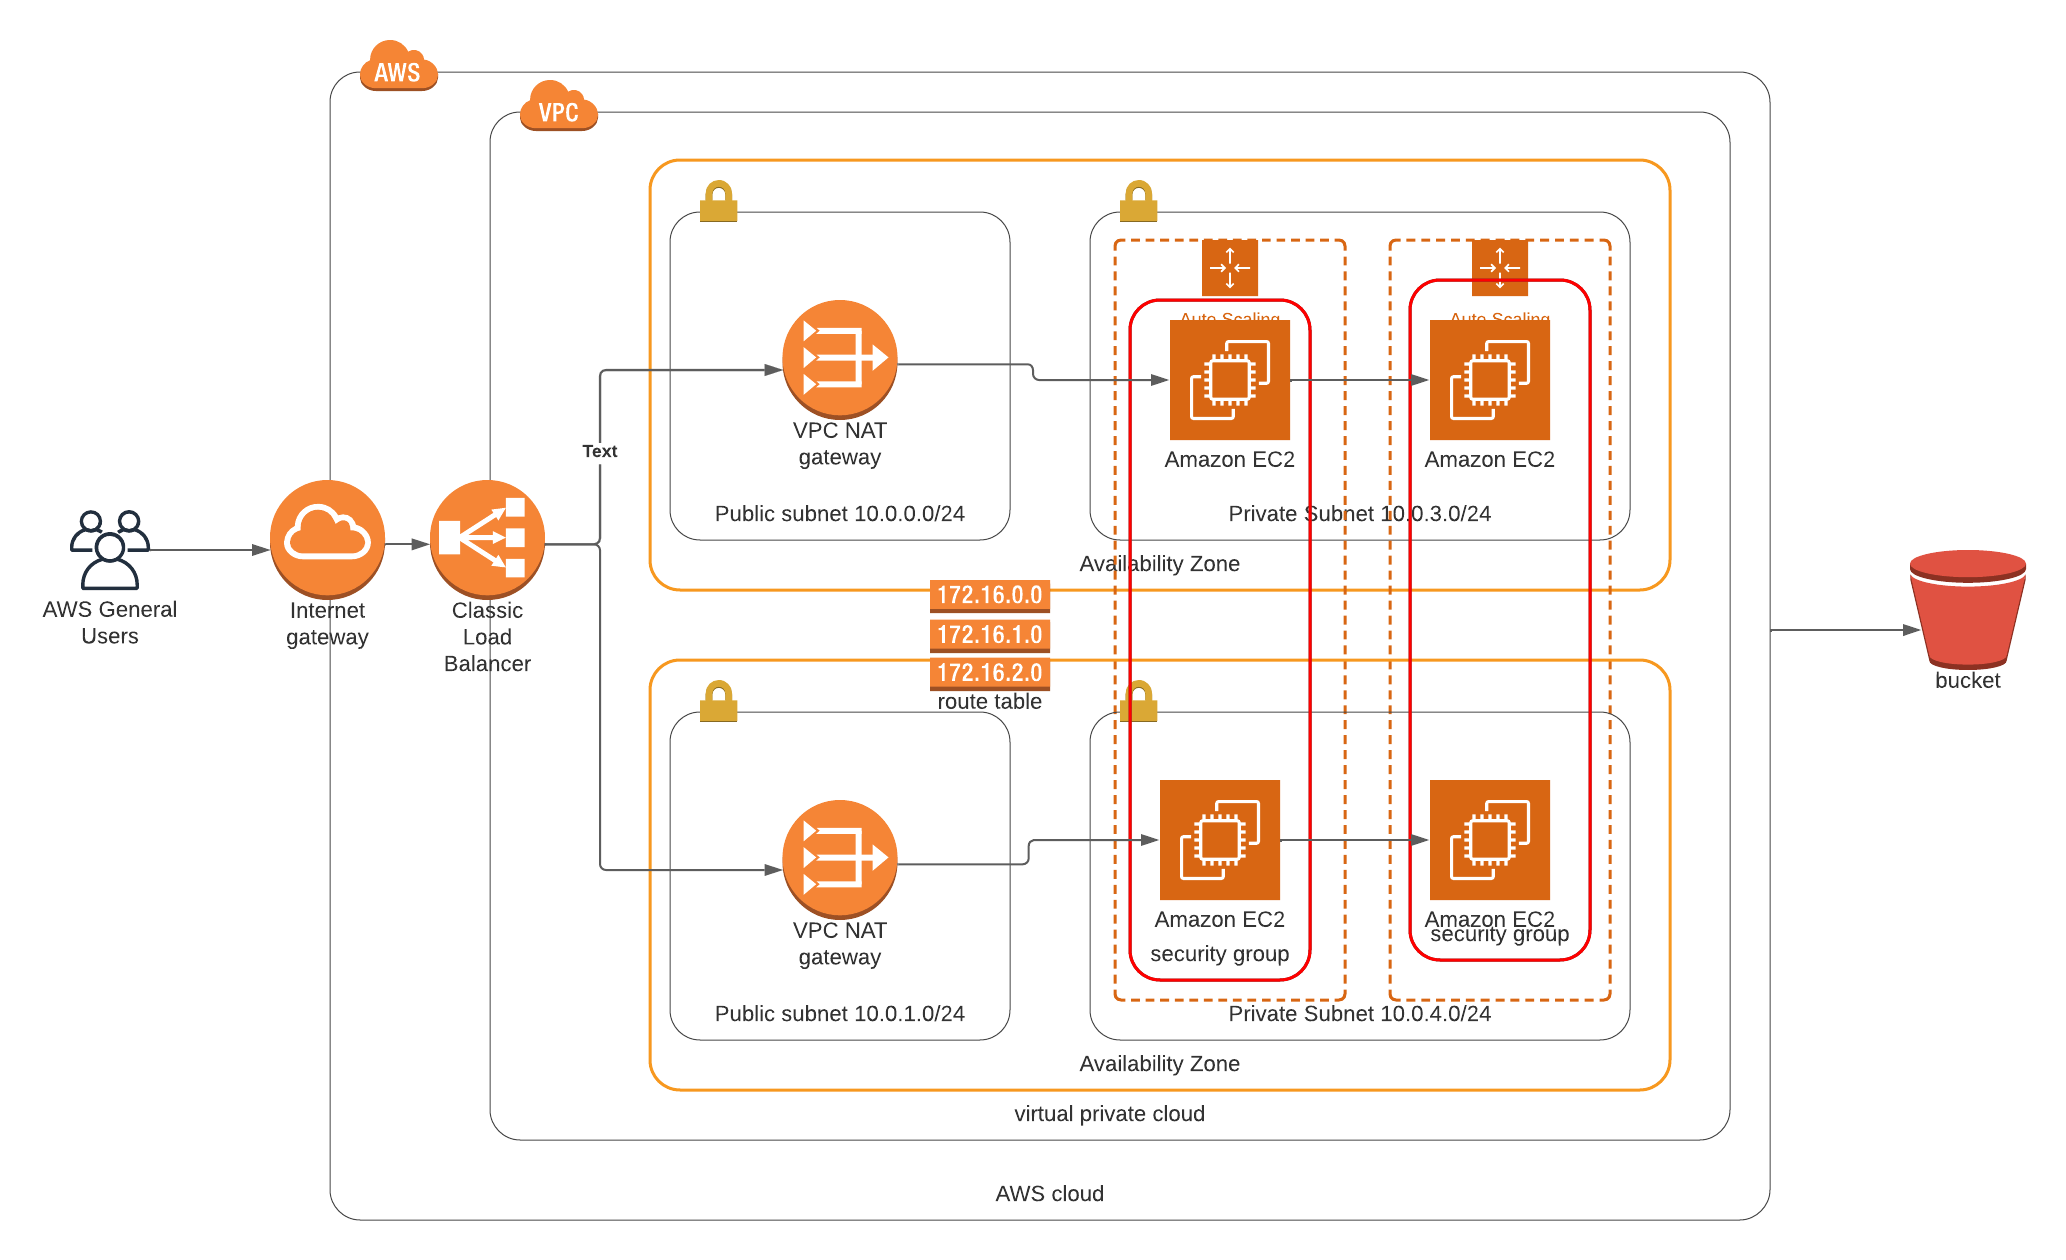 AWS
VPC
Auto Scaling
Auto Scaling
VPC NAT
gateway
Amazon EC2
Amazon EC2
Text
Public subnet 10.0.0.0/24
Private Subnet 10.0.3.0/24
Availability Zone
AWS General
Users
Internet
gateway
Classic
Load
Balancer
172.16.0.0
172.16.1.0
172.16.2.0
route table
bucket
VPC NAT
gateway
Amazon EC2
security group
Amazon EC2
security group
Public subnet 10.0.1.0/24
Private Subnet 10.0.4.0/24
Availability Zone
virtual private cloud
AWS cloud